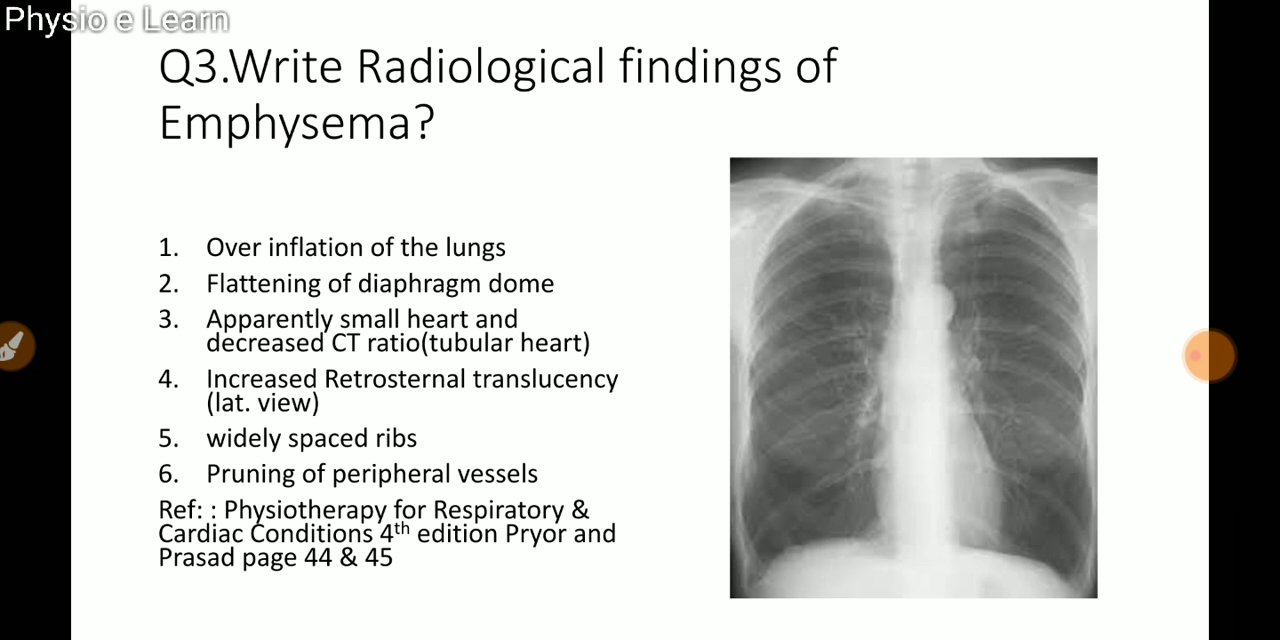 Physio e Learn
Q3.Write Radiological findings of
Emphysema?
1. Over inflation of the lungs
2. Flattening of diaphragm dome
3. Apparently small heart and
decreased CT ratio(tubular heart)
4. Increased Retrosternal translucency
(lat. view)
5. widely spaced ribs
6. Pruning of peripheral vessels
Ref: : Physiotherapy for Respiratory &
Cardiac Conditions 4th edition Pryor and
Prasad page 44 & 45